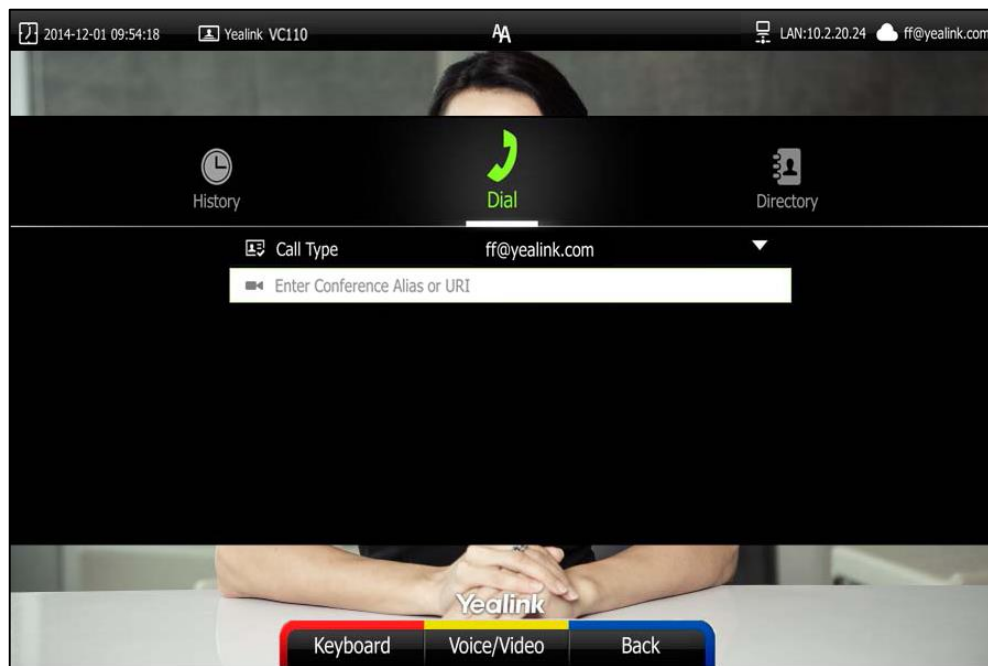 2014-12-01 09:54:18 Yealink VC110 AA LAN:10.2.20.24 ff@yealink.com
History Dial Directory
Call Type ff@yealink.com
Enter Conference Alias or URI
Yealink
Keyboard Voice/Video Back